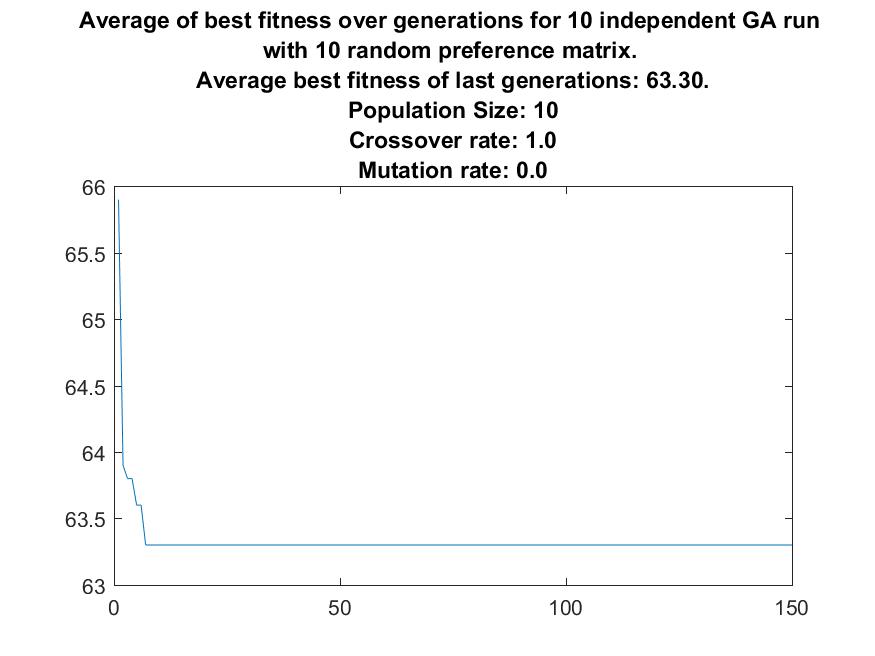 Average of best fitness over generations for 10 independent GA run
with 10 random preference matrix.
Average best fitness of last generations: 63.30.
Population Size: 10
Crossover rate: 1.0
Mutation rate: 0.0
66
65.5
65
64.5
64
63.5
63
0 50 100 150